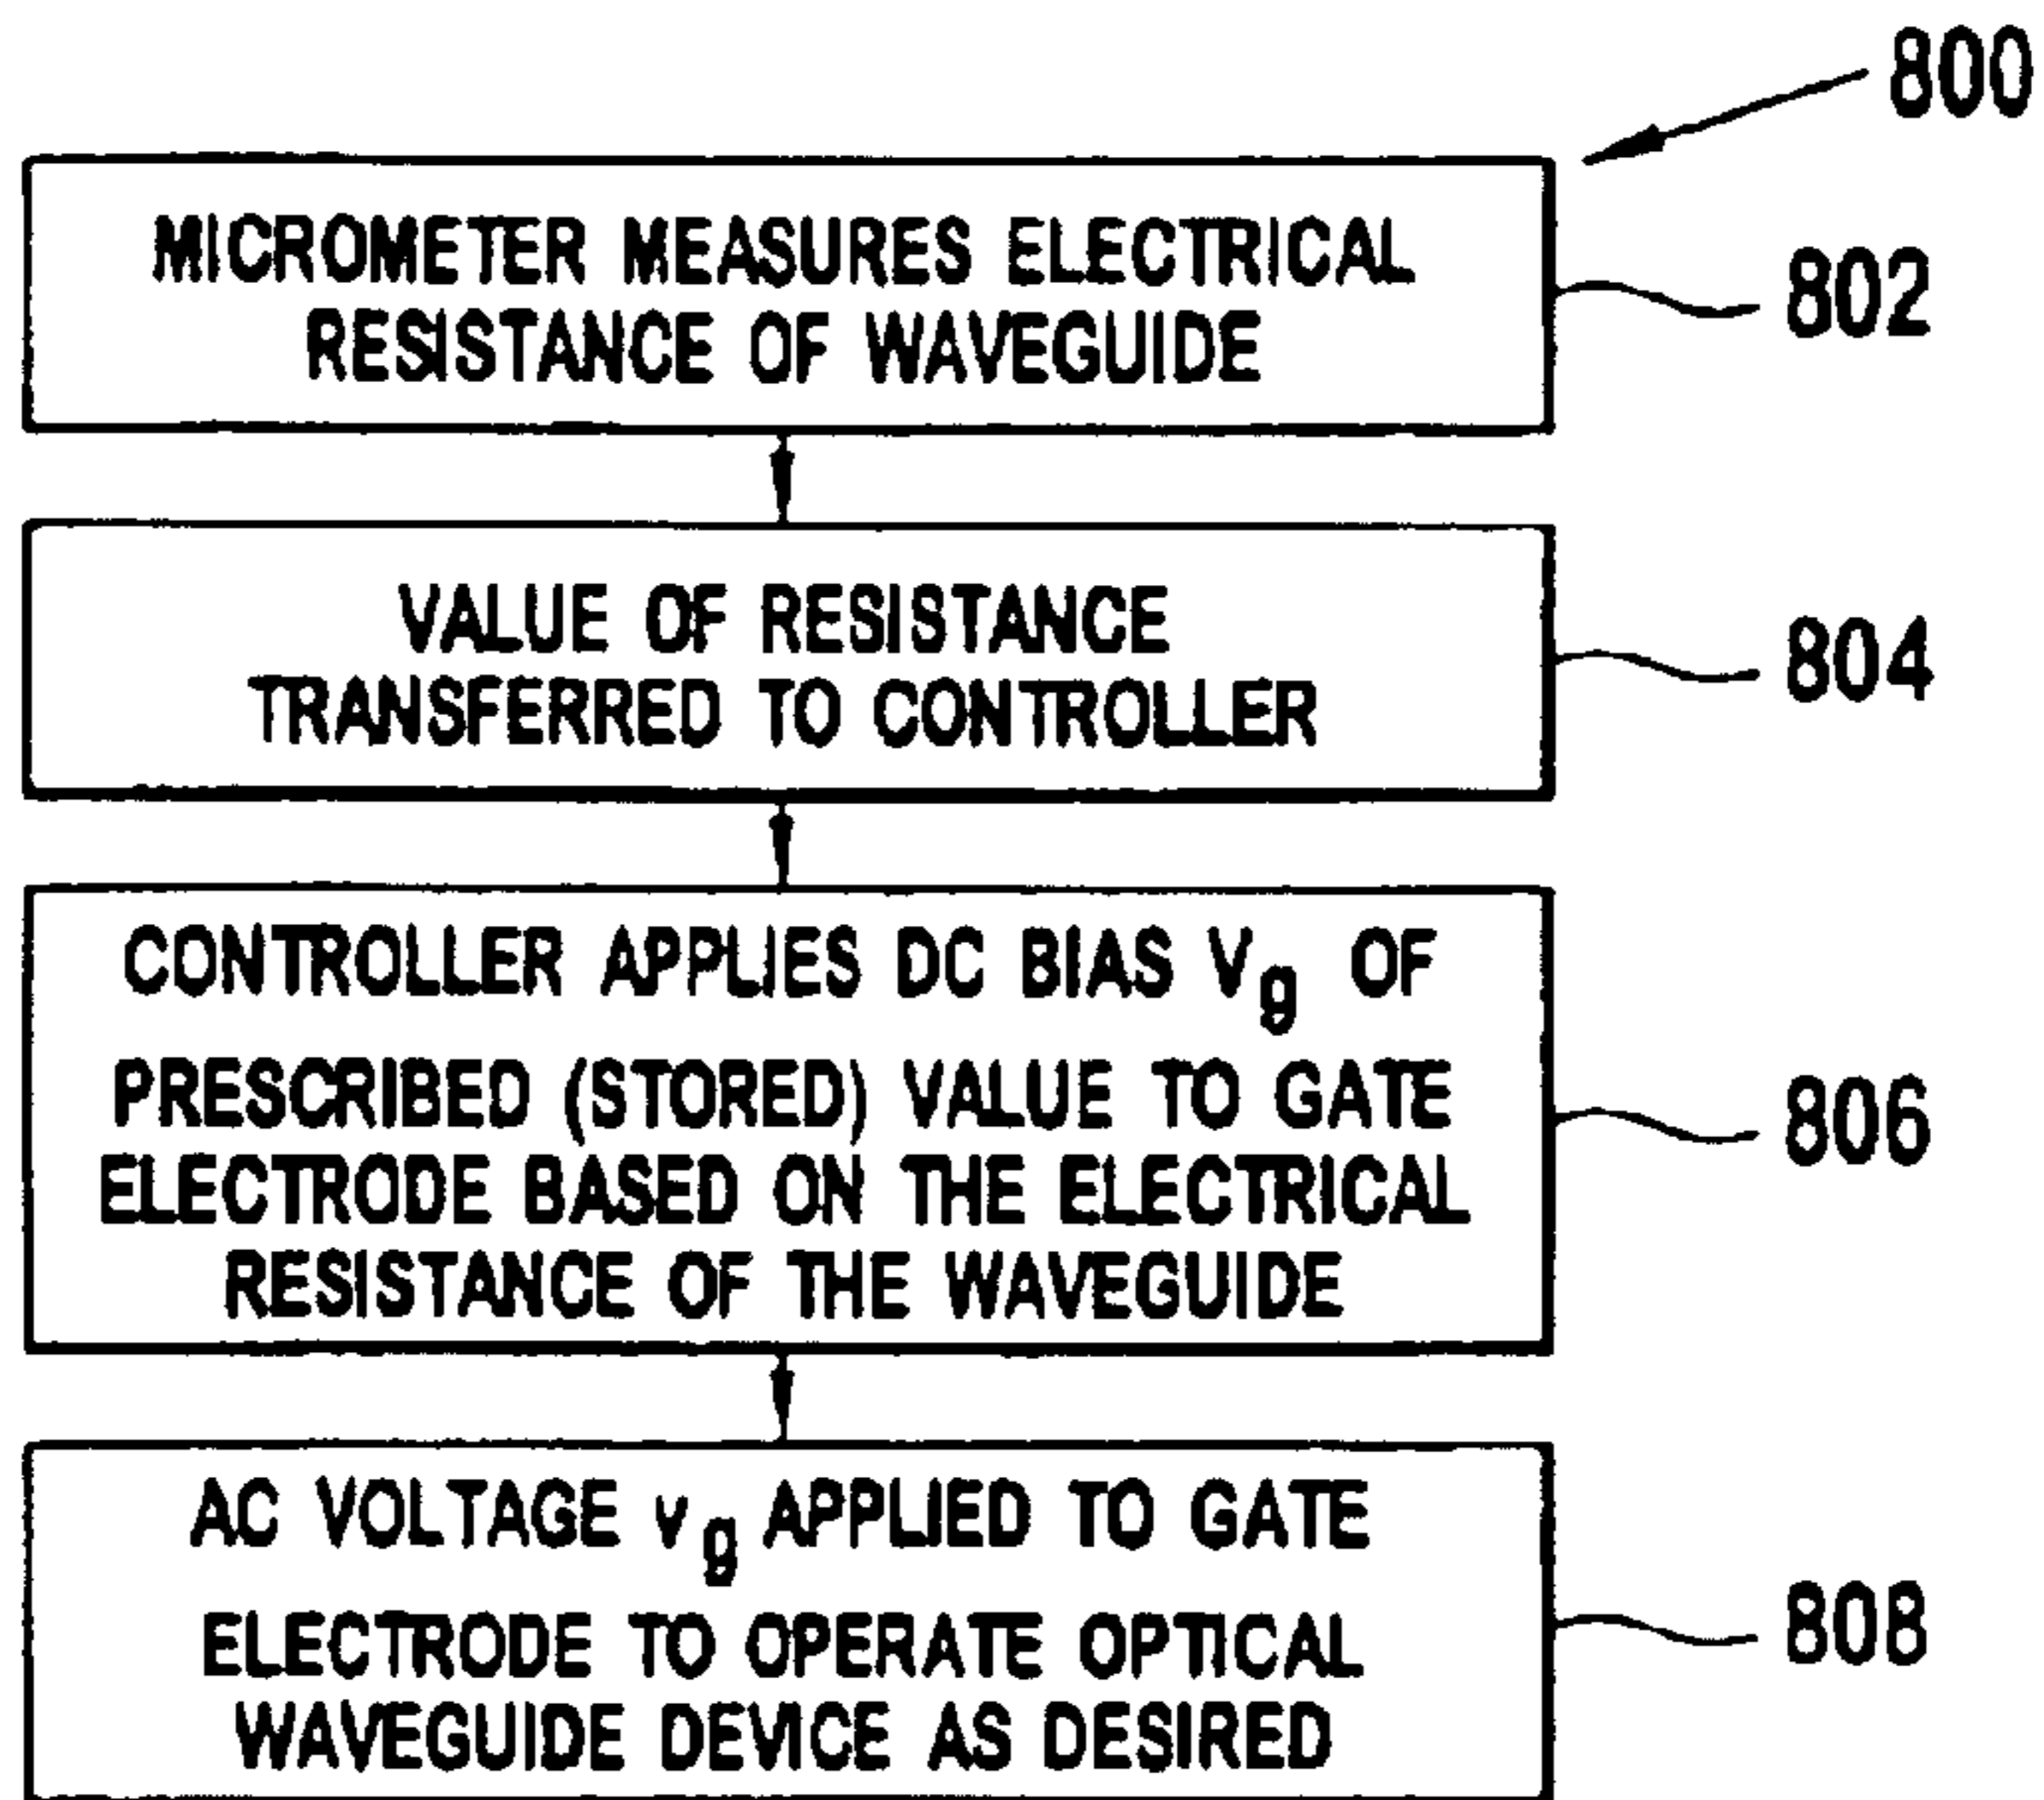 800
MICROMETER MEASURES ELECTRICAL
RESISTANCE OF WAVEGUIDE
802
VALUE OF RESISTANCE
TRANSFERRED TO CONTROLLER
804
CONTROLLER APPLIES DC BIAS Vg OF
PRESCRIBED (STORED) VALUE TO GATE
ELECTRODE BASED ON THE ELECTRICAL
RESISTANCE OF THE WAVEGUIDE
806
AC VOLTAGE vg APPLIED TO GATE
ELECTRODE TO OPERATE OPTICAL
WAVEGUIDE DEVICE AS DESIRED
808